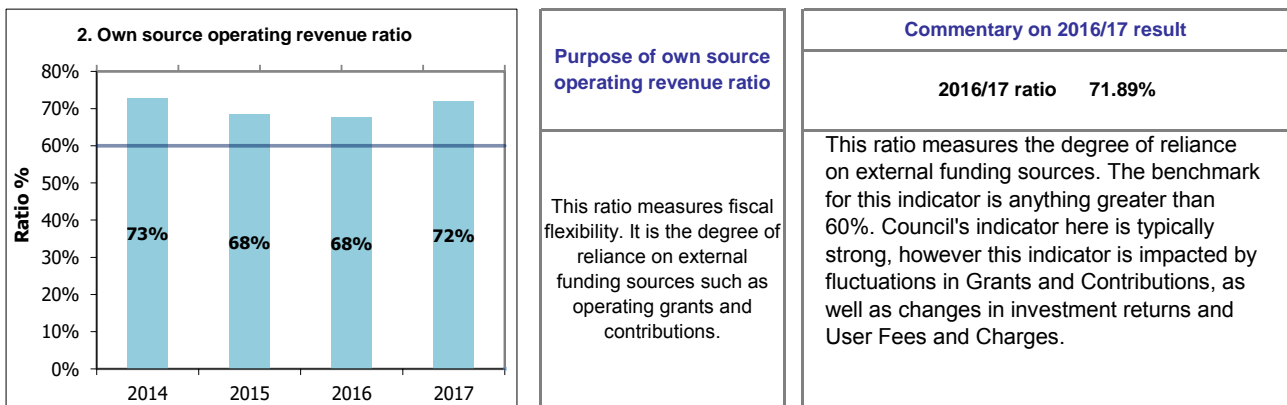 2. Own source operating revenue ratio
80%
70%
60%
50%
40%
30%
20%
10%
0%
Ratio %
73%
68%
68%
72%
2014
2015
2016
2017
Purpose of own source
operating revenue ratio
This ratio measures fiscal
flexibility. It is the degree of
reliance on external
funding sources such as
operating grants and
contributions.
Commentary on 2016/17 result
2016/17 ratio 71.89%
This ratio measures the degree of reliance
on external funding sources. The benchmark
for this indicator is anything greater than
60%. Council's indicator here is typically
strong, however this indicator is impacted by
fluctuations in Grants and Contributions, as
well as changes in investment returns and
User Fees and Charges.